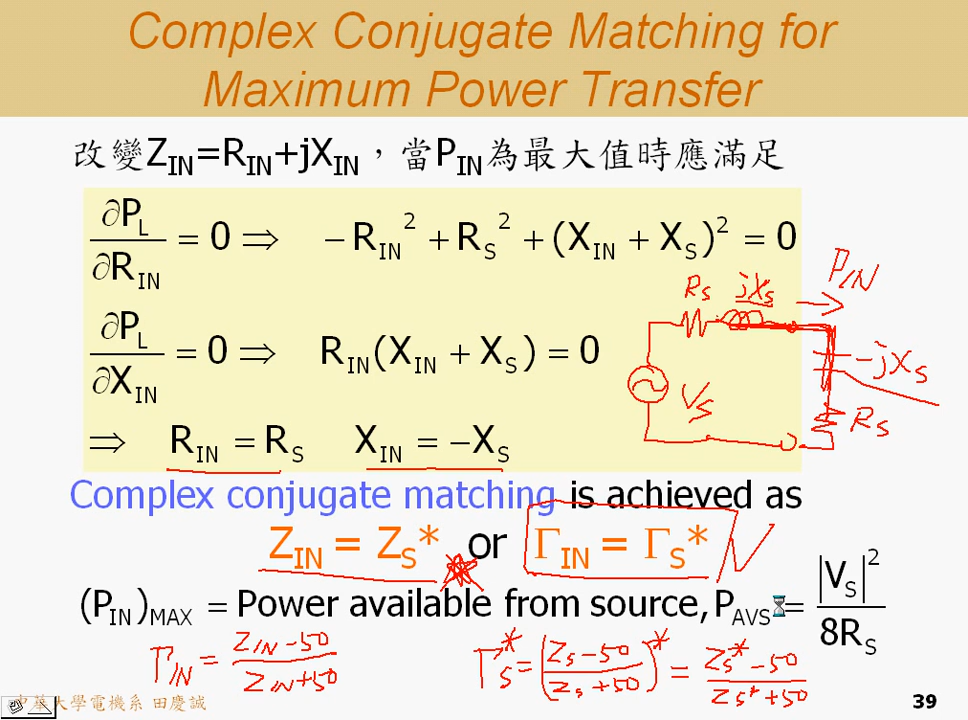 Complex Conjugate Matching for
Maximum Power Transfer
改變Z_IN=R_IN+jX_IN，當P_IN為最大值時應滿足
∂P_L/∂R_IN = 0 ⇒ −R_IN² + R_S² + (X_IN + X_S)² = 0
P_IN
R_S jX_S
∂P_L/∂X_IN = 0 ⇒ R_IN(X_IN + X_S) = 0
-jX_S
V_S
R_S
⇒ R_IN = R_S X_IN = −X_S
Complex conjugate matching is achieved as
Z_IN = Z_S* or Γ_IN = Γ_S*
(P_IN)_MAX = Power available from source, P_AVS = |V_S|²/8R_S
Γ_IN = (Z_IN-50)/(Z_IN+50)
Γ_S* = ((Z_S-50)/(Z_S+50))* = (Z_S*-50)/(Z_S*+50)
中華大學電機系 田慶誠
39